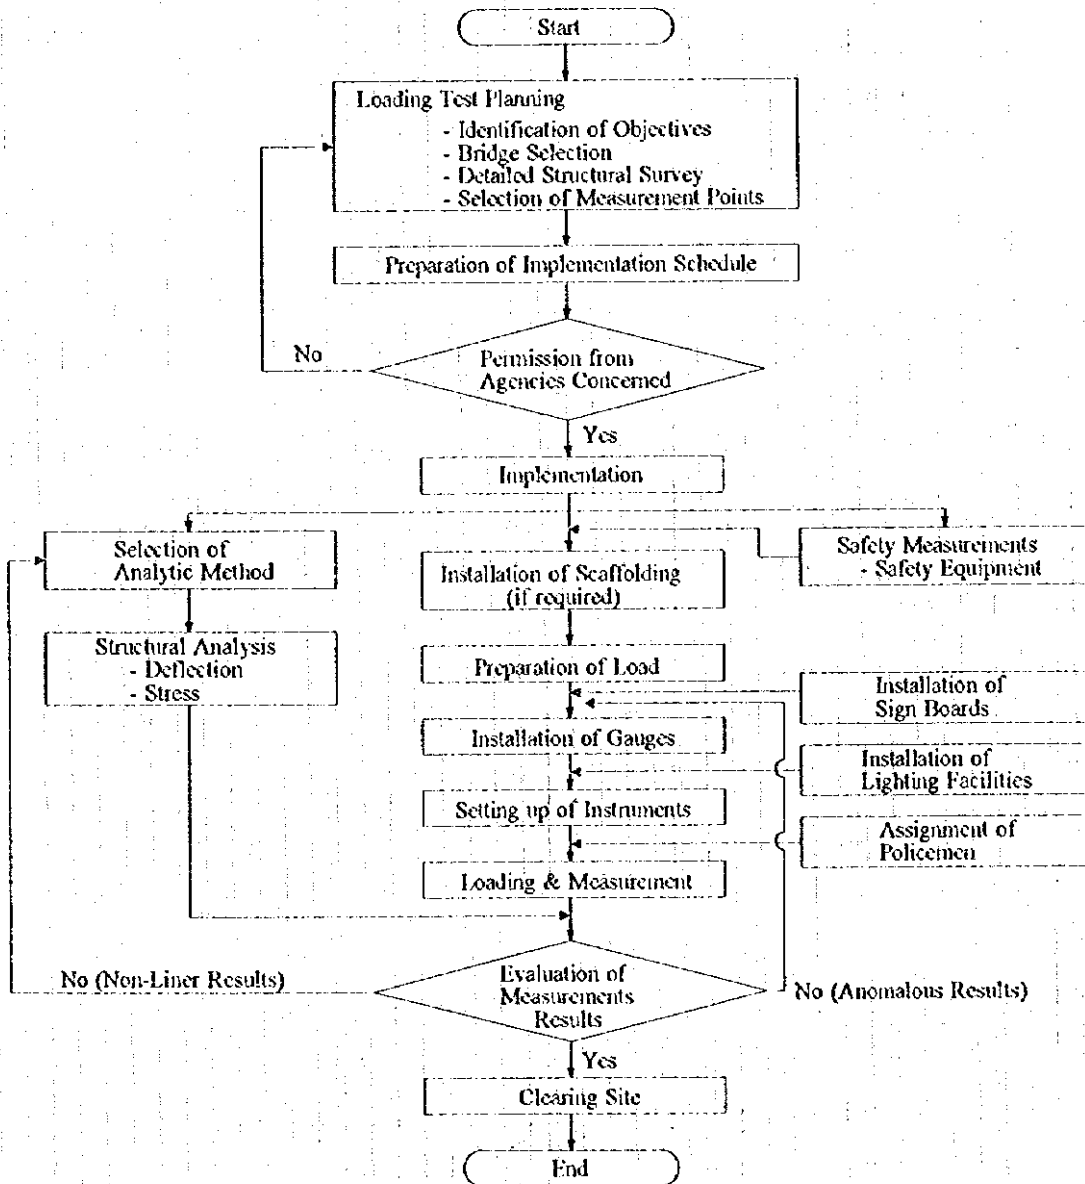 Start
Loading Test Planning
- Identification of Objectives
- Bridge Selection
- Detailed Structural Survey
- Selection of Measurement Points
Preparation of Implementation Schedule
No
Permission from
Agencies Concerned
Yes
Implementation
Selection of
Analytic Method
Installation of Scaffolding
(if required)
Safety Measurements
- Safety Equipment
Structural Analysis
- Deflection
- Stress
Preparation of Load
Installation of
Sign Boards
Installation of Gauges
Installation of
Lighting Facilities
Setting up of Instruments
Assignment of
Policemen
Loading & Measurement
No (Non-Liner Results)
Evaluation of
Measurements
Results
No (Anomalous Results)
Yes
Clearing Site
End